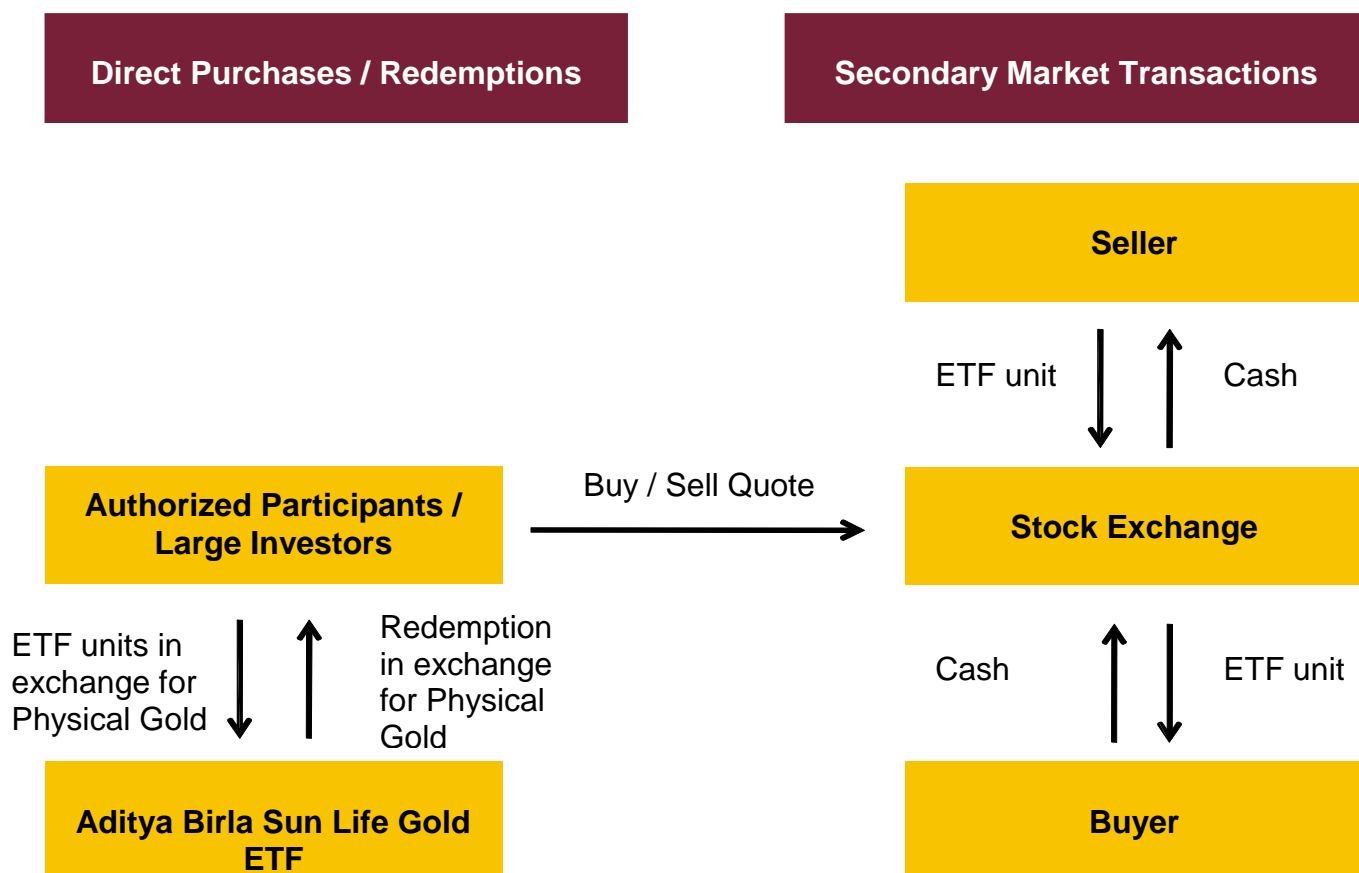 Direct Purchases / Redemptions
Secondary Market Transactions
Seller
ETF unit
Cash
Authorized Participants /
Large Investors
Buy / Sell Quote
Stock Exchange
ETF units in
exchange for
Physical Gold
Redemption
in exchange
for Physical
Gold
Cash
ETF unit
Aditya Birla Sun Life Gold
ETF
Buyer